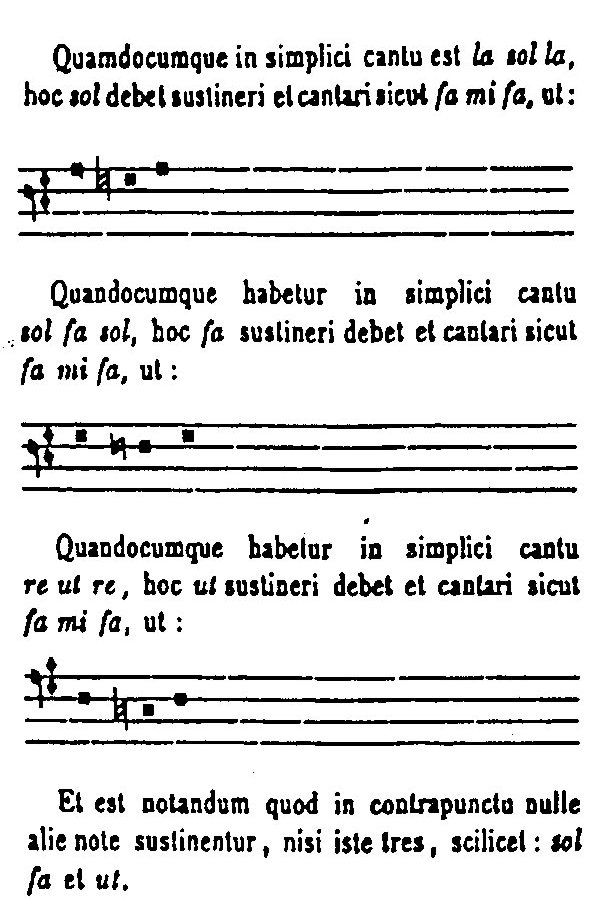 Quamdocumque in simplici cantu est la sol la,
hoc sol debet sustineri et cantari sicut fa mi fa, ut :
Quandocumque habetur in simplici cantu
sol fa sol, hoc fa sustineri debet et cantari sicut
fa mi fa, ut :
Quandocumque habetur in simplici cantu
re ut re, hoc ut sustineri debet et cantari sicut
fa mi fa, ut :
Et est notandum quod in contrapunctu nulle
alie note sustinentur, nisi iste tres, scilicet : sol
fa et ut.